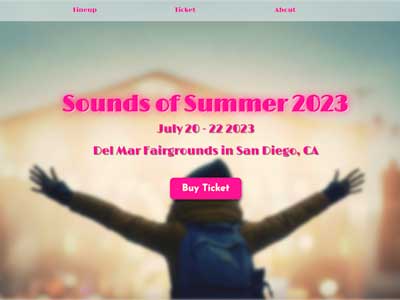 Lineup
Ticket
About
Sounds of Summer 2023
July 20 - 22 2023
Del Mar Fairgrounds in San Diego, CA
Buy Ticket